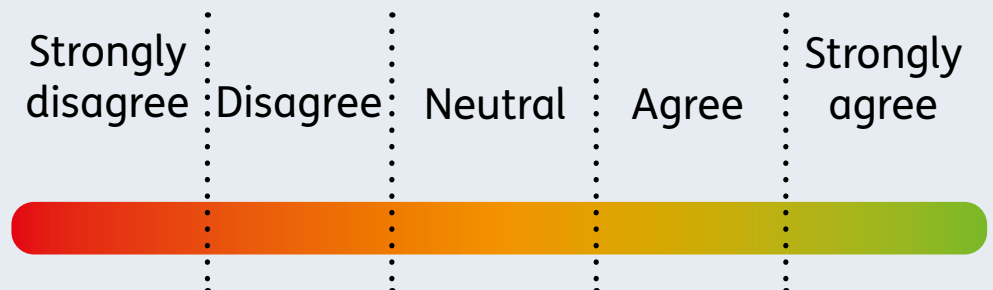 Strongly
disagree
Disagree
Neutral
Agree
Strongly
agree